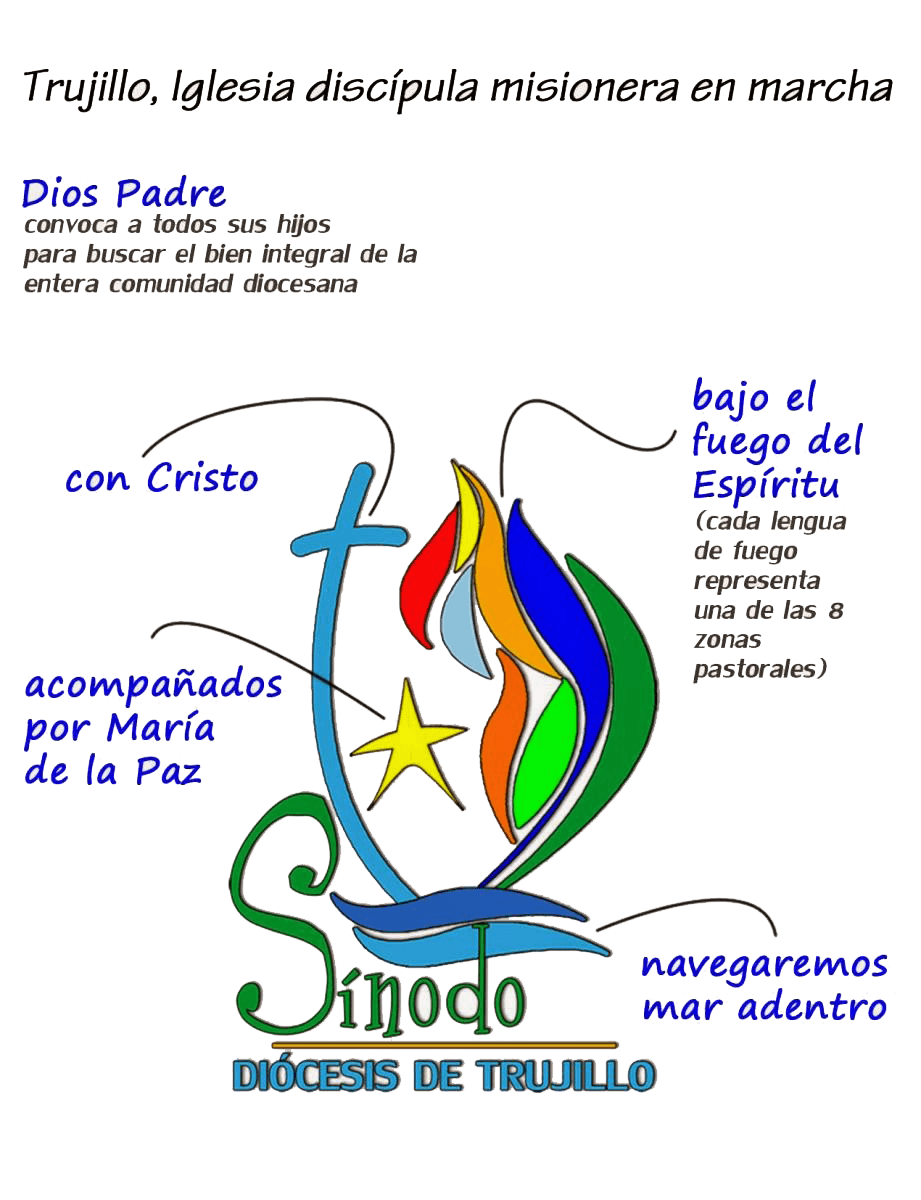 Trujillo, Iglesia discípula misionera en marcha
Dios Padre
convoca a todos sus hijos
para buscar el bien integral de la
entera comunidad diocesana
con Cristo
bajo el
fuego del
Espíritu
(cada lengua
de fuego
representa
una de las 8
zonas
pastorales)
acompañados
por María
de la Paz
navegaremos
mar adentro
Sínodo
DIÓCESIS DE TRUJILLO